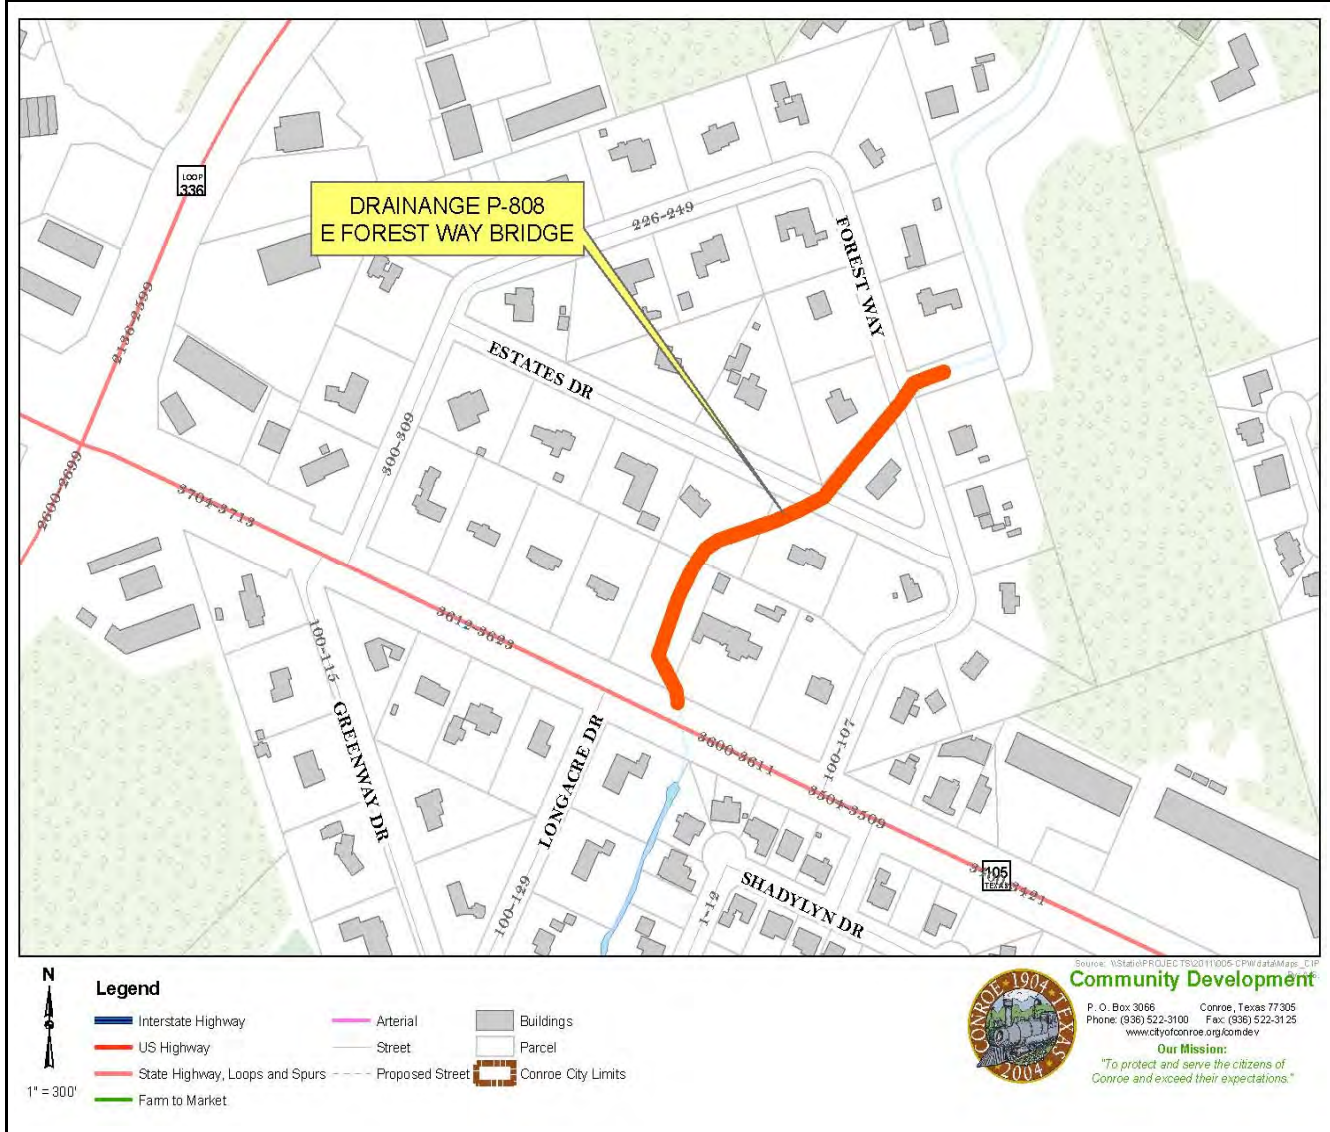 LOOP
336
DRAINANGE P-808
E FOREST WAY BRIDGE
226-249
FOREST WAY
ESTATES DR
2136-2599
300-309
2600-2699
3704-3713
3612-3623
100-115
GREENWAY DR
LONGACRE DR
100-129
3600-3611
100-107
3504-3509
105
TEXAS
1-12
SHADYLYN DR
N
1" = 300'
Legend
Interstate Highway
US Highway
State Highway, Loops and Spurs
Farm to Market
Arterial
Street
Proposed Street
Buildings
Parcel
Conroe City Limits
CONROE 1904 TEXAS
2004
Community Development
P. O. Box 3066 Conroe, Texas 77305
Phone: (936) 522-3100 Fax: (936) 522-3125
www.cityofconroe.org/comdev
Our Mission:
"To protect and serve the citizens of
Conroe and exceed their expectations."